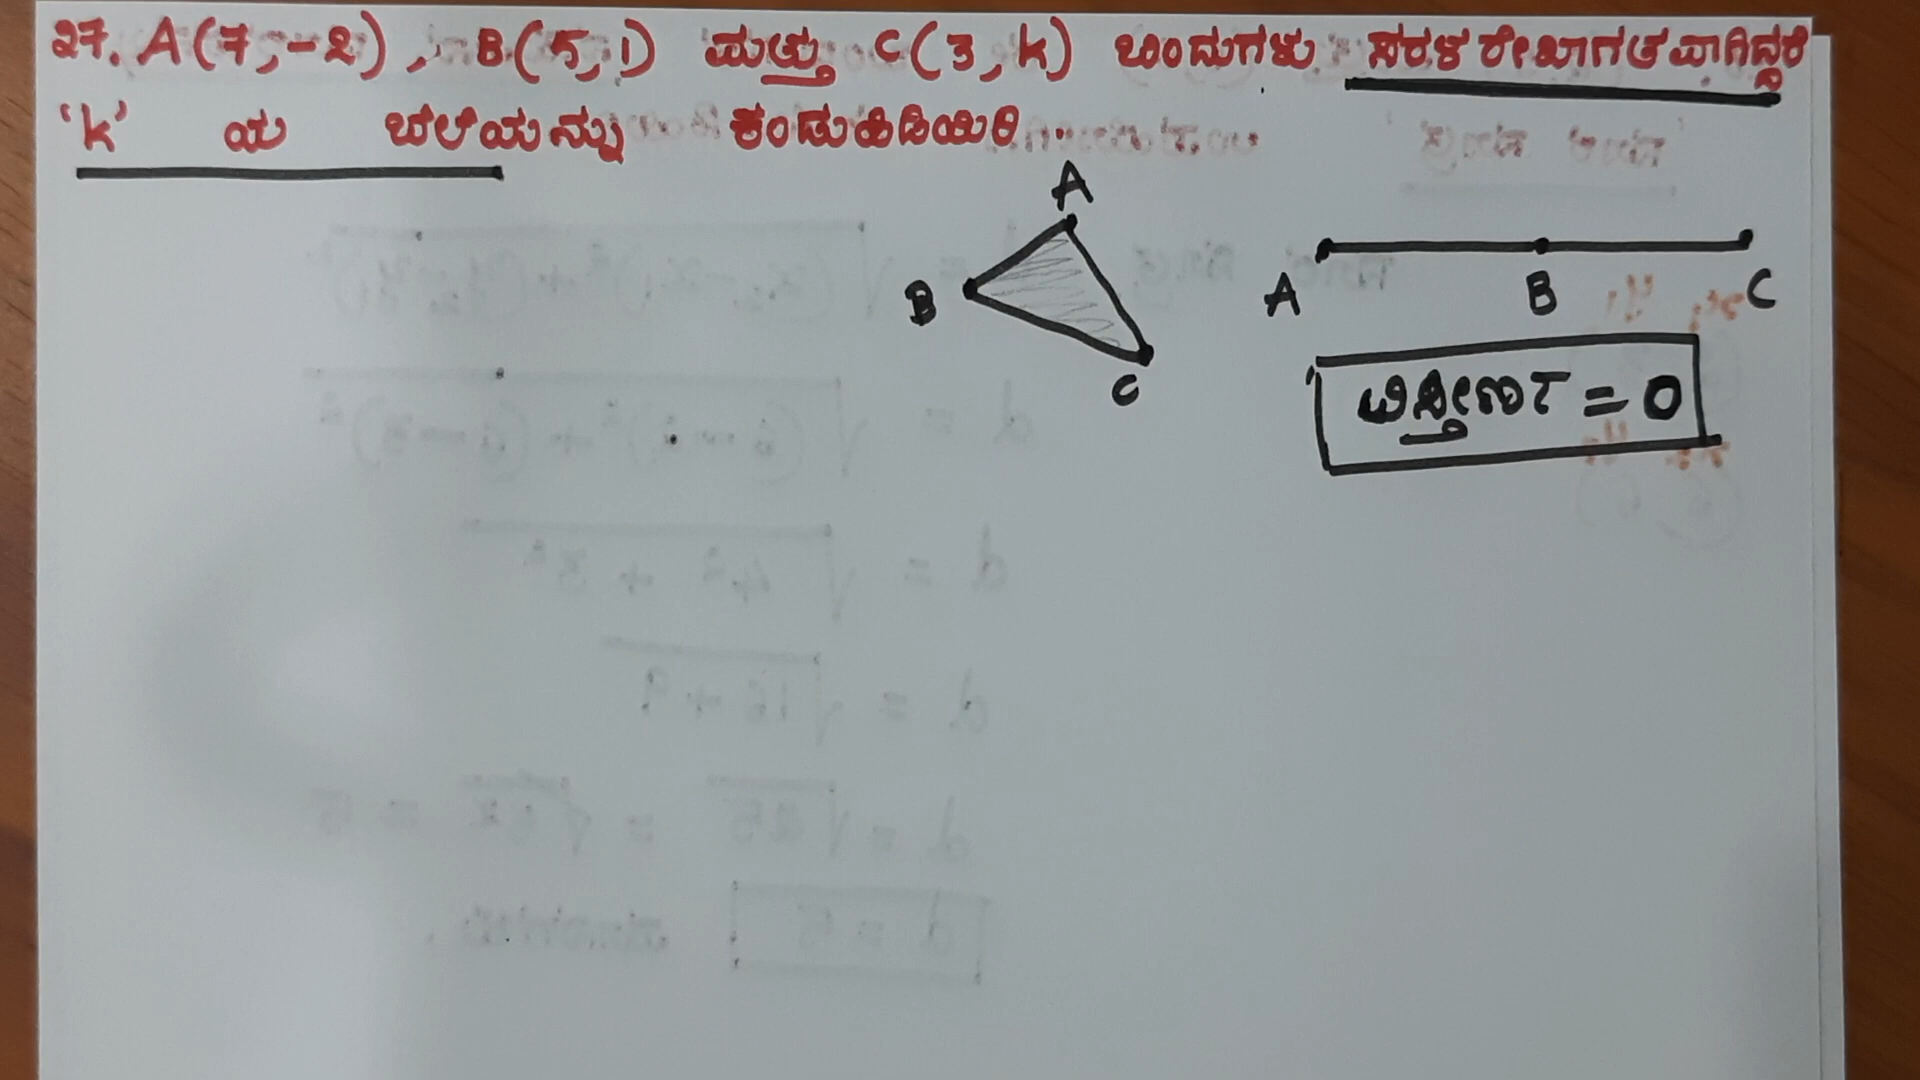 27. A(7,-2), B(5,1) ಮತ್ತು C(3,k) ಬಿಂದುಗಳು ಸರಳರೇಖಾಗತವಾಗಿದ್ದರೆ
'k' ಯ ಬೆಲೆಯನ್ನು ಕಂಡುಹಿಡಿಯಿರಿ.
A
B
C
A
B
C
ವಿಸ್ತೀರ್ಣ = 0